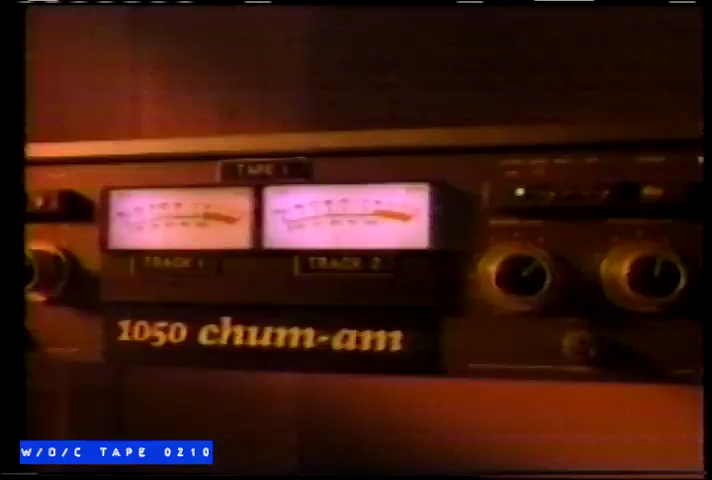 TAPE 1
TRACK 1
TRACK 2
1050 chum-am
W/O/C TAPE 0210